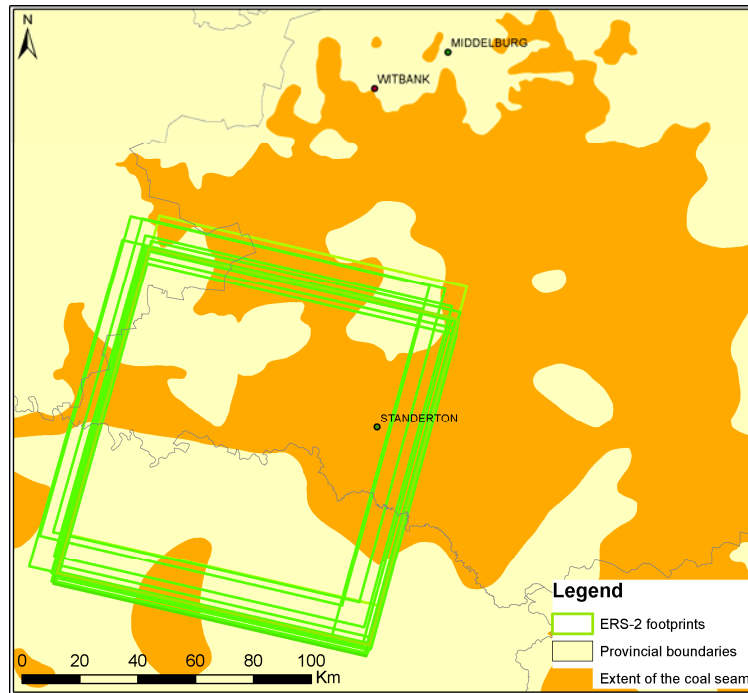 N
MIDDELBURG
WITBANK
STANDERTON
Legend
ERS-2 footprints
Provincial boundaries
Extent of the coal seam
0 20 40 60 80 100
Km